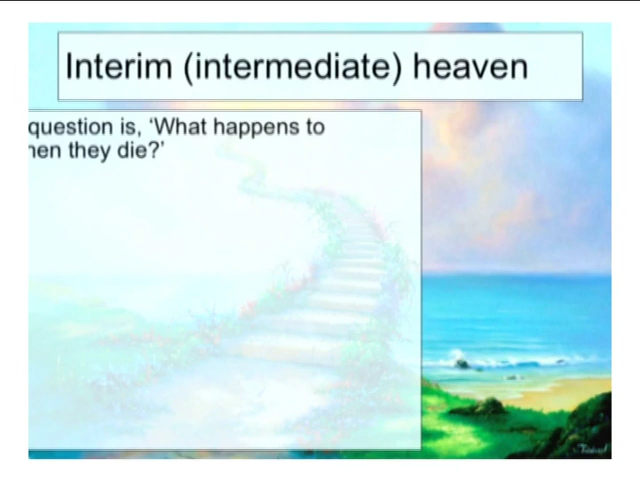 Interim (intermediate) heaven
question is, ‘What happens to
hen they die?’